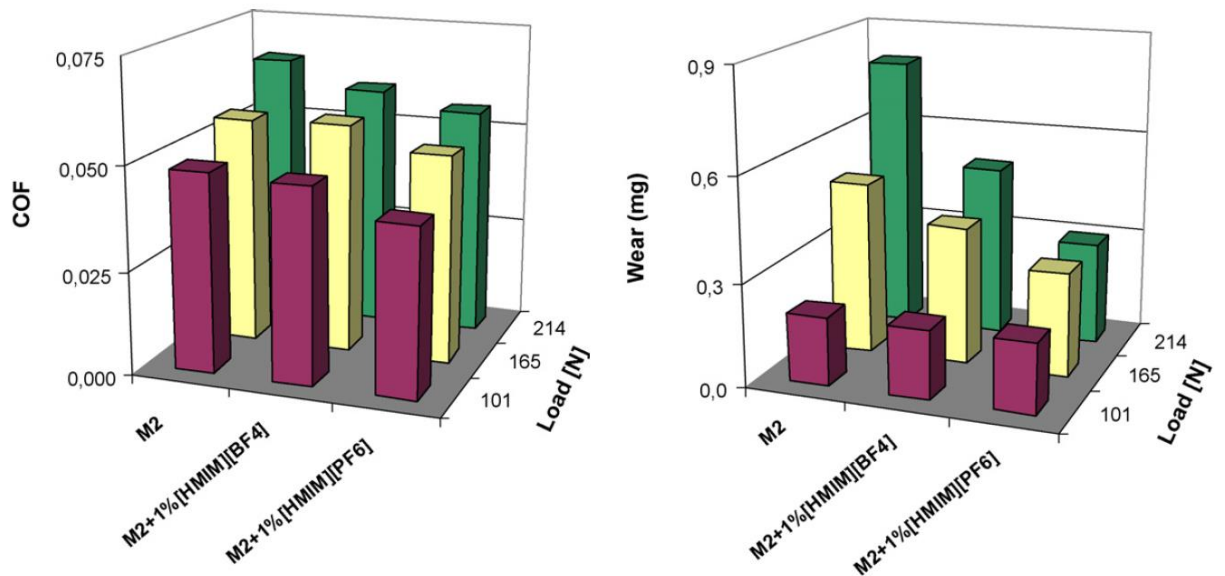 COF
0,075
0,050
0,025
0,000
M2
M2+1%[HMIM][BF4]
M2+1%[HMIM][PF6]
101
165
214
Load [N]
Wear (mg)
0,9
0,6
0,3
0,0
M2
M2+1%[HMIM][BF4]
M2+1%[HMIM][PF6]
101
165
214
Load [N]